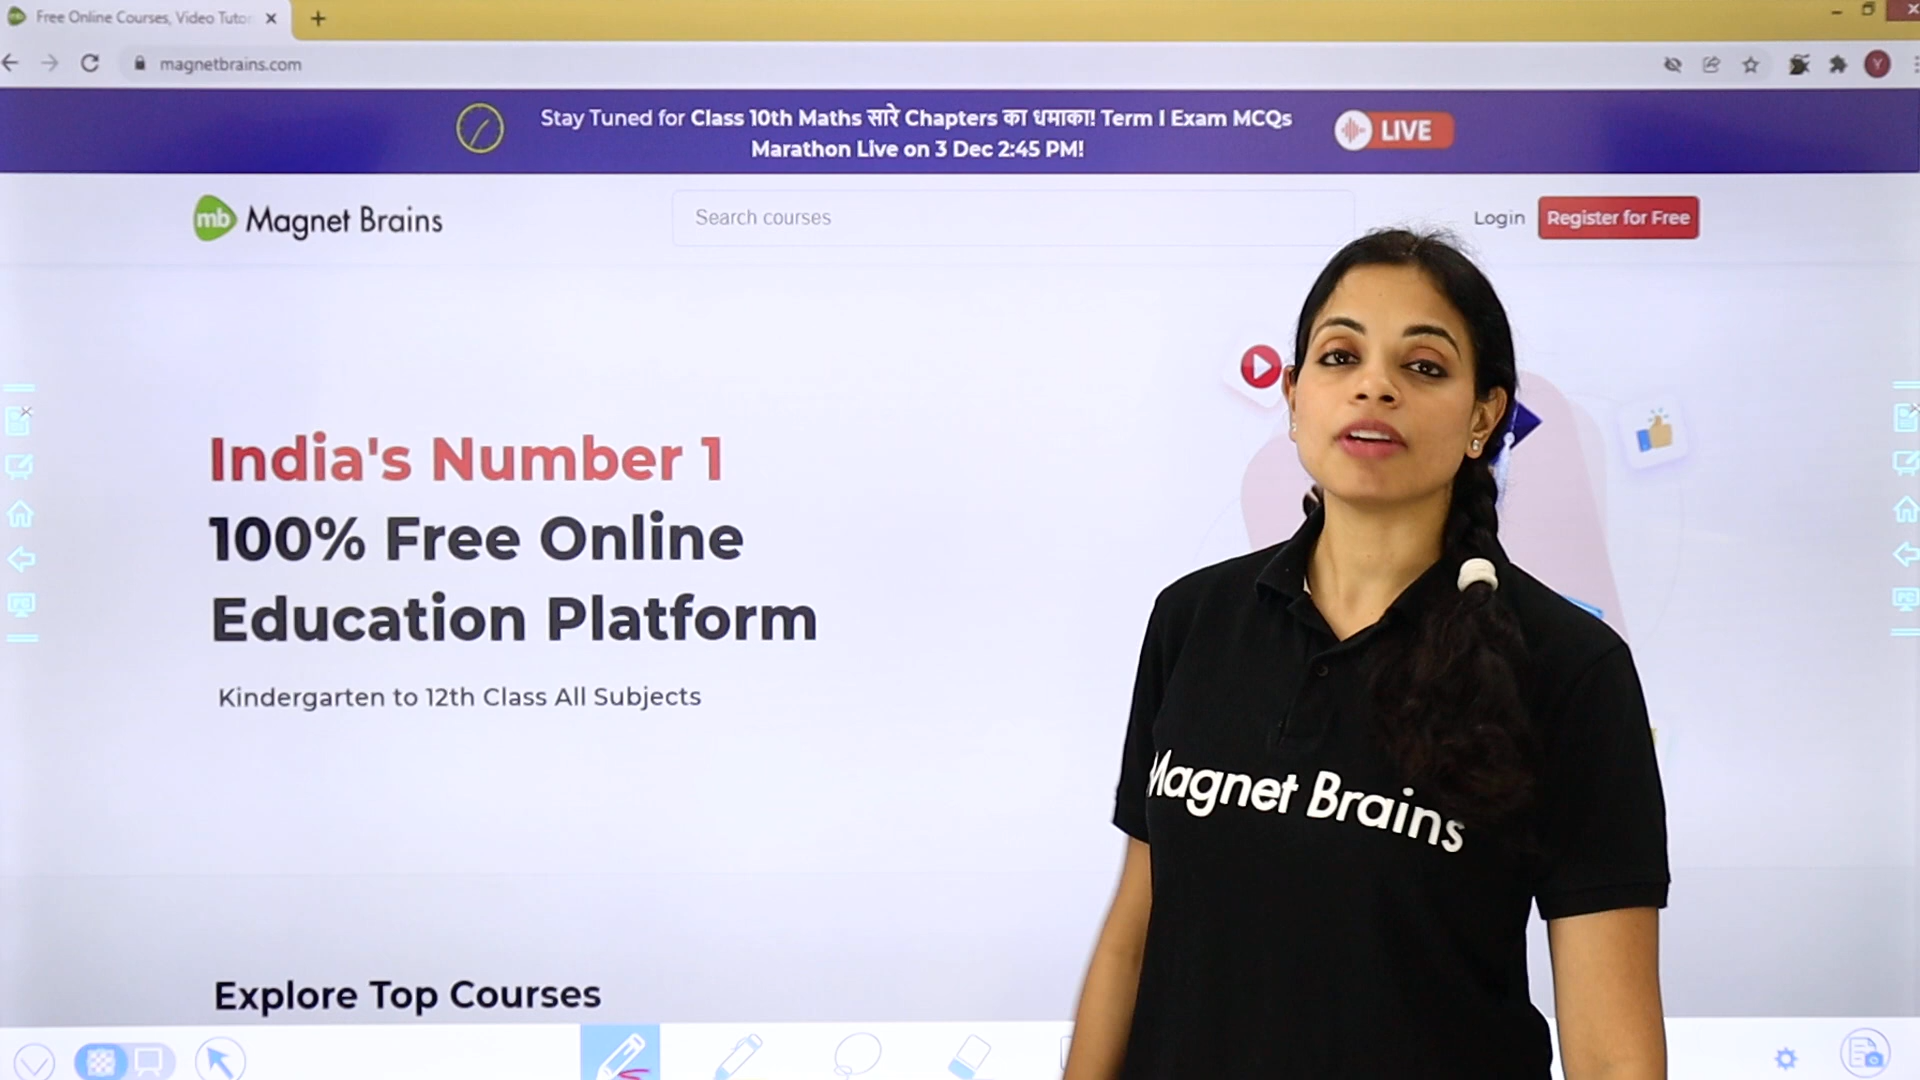 Free Online Courses, Video Tutor
magnetbrains.com
Y
Stay Tuned for Class 10th Maths सारे Chapters का धमाका! Term I Exam MCQs
Marathon Live on 3 Dec 2:45 PM!
LIVE
mb Magnet Brains
Search courses
Login
Register for Free
India's Number 1
100% Free Online
Education Platform
Kindergarten to 12th Class All Subjects
Magnet Brains
Explore Top Courses